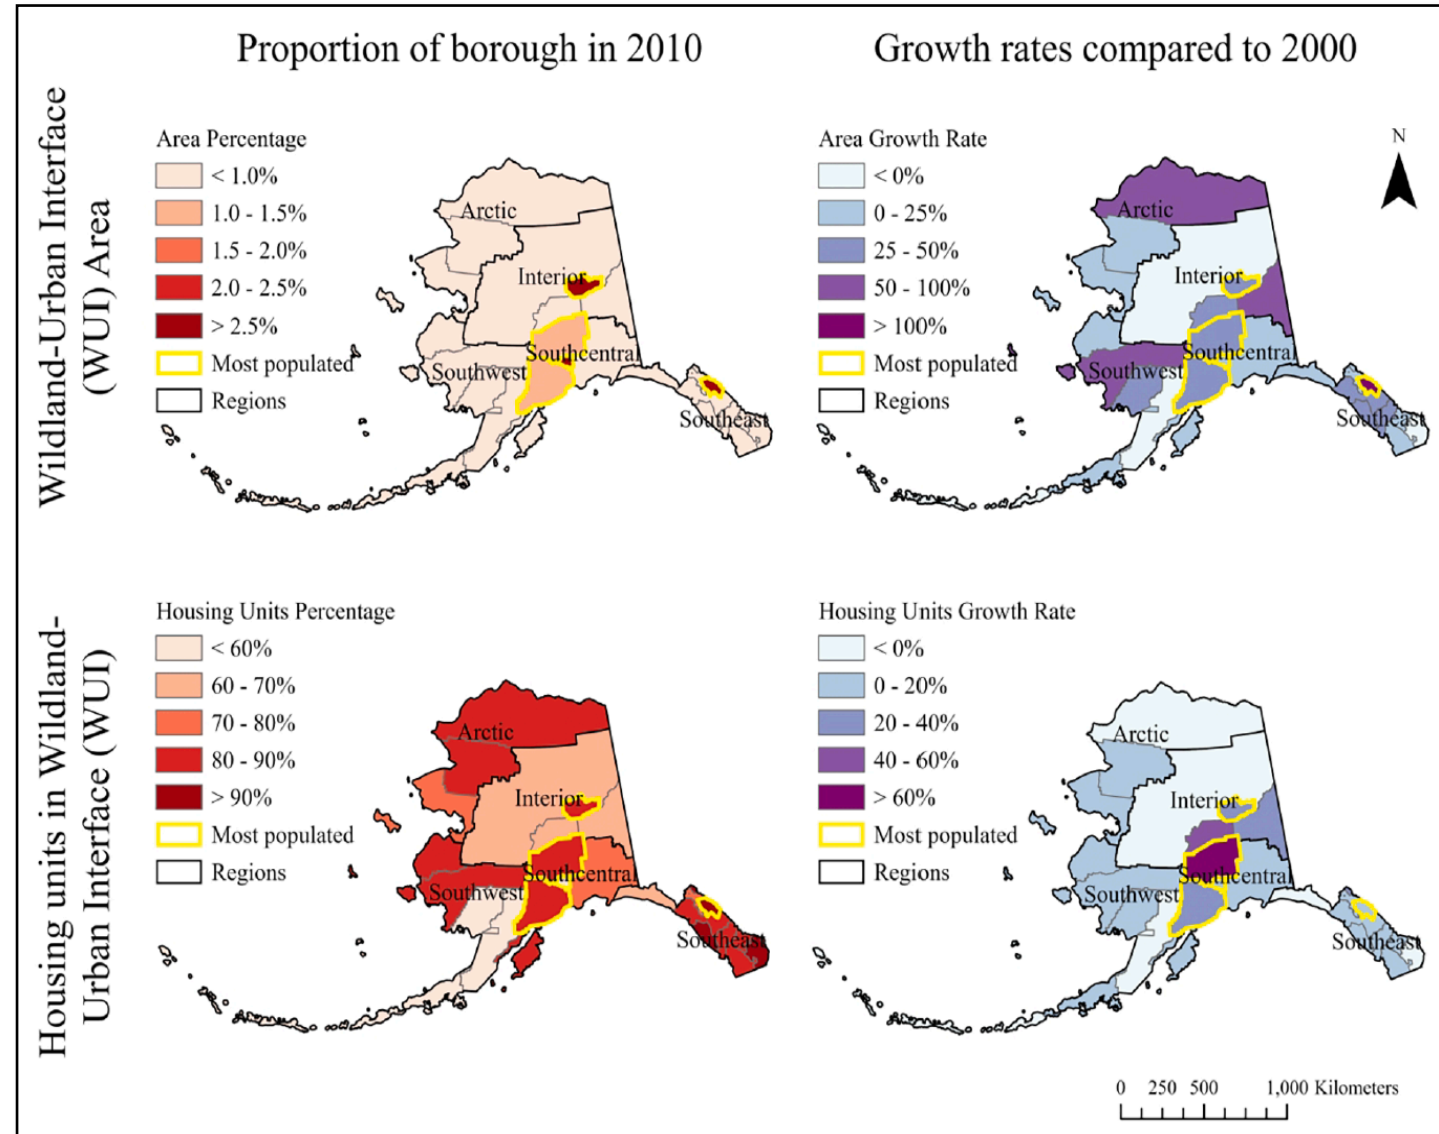 Proportion of borough in 2010
Growth rates compared to 2000
Wildland-Urban Interface
(WUI) Area
Area Percentage
< 1.0%
1.0 - 1.5%
1.5 - 2.0%
2.0 - 2.5%
> 2.5%
Most populated
Regions
Arctic
Interior
Southcentral
Southwest
Southeast
Area Growth Rate
< 0%
0 - 25%
25 - 50%
50 - 100%
> 100%
Most populated
Regions
Arctic
Interior
Southcentral
Southwest
Southeast
N
Housing units in Wildland-
Urban Interface (WUI)
Housing Units Percentage
< 60%
60 - 70%
70 - 80%
80 - 90%
> 90%
Most populated
Regions
Arctic
Interior
Southcentral
Southwest
Southeast
Housing Units Growth Rate
< 0%
0 - 20%
20 - 40%
40 - 60%
> 60%
Most populated
Regions
Arctic
Interior
Southcentral
Southwest
Southeast
0 250 500 1,000 Kilometers